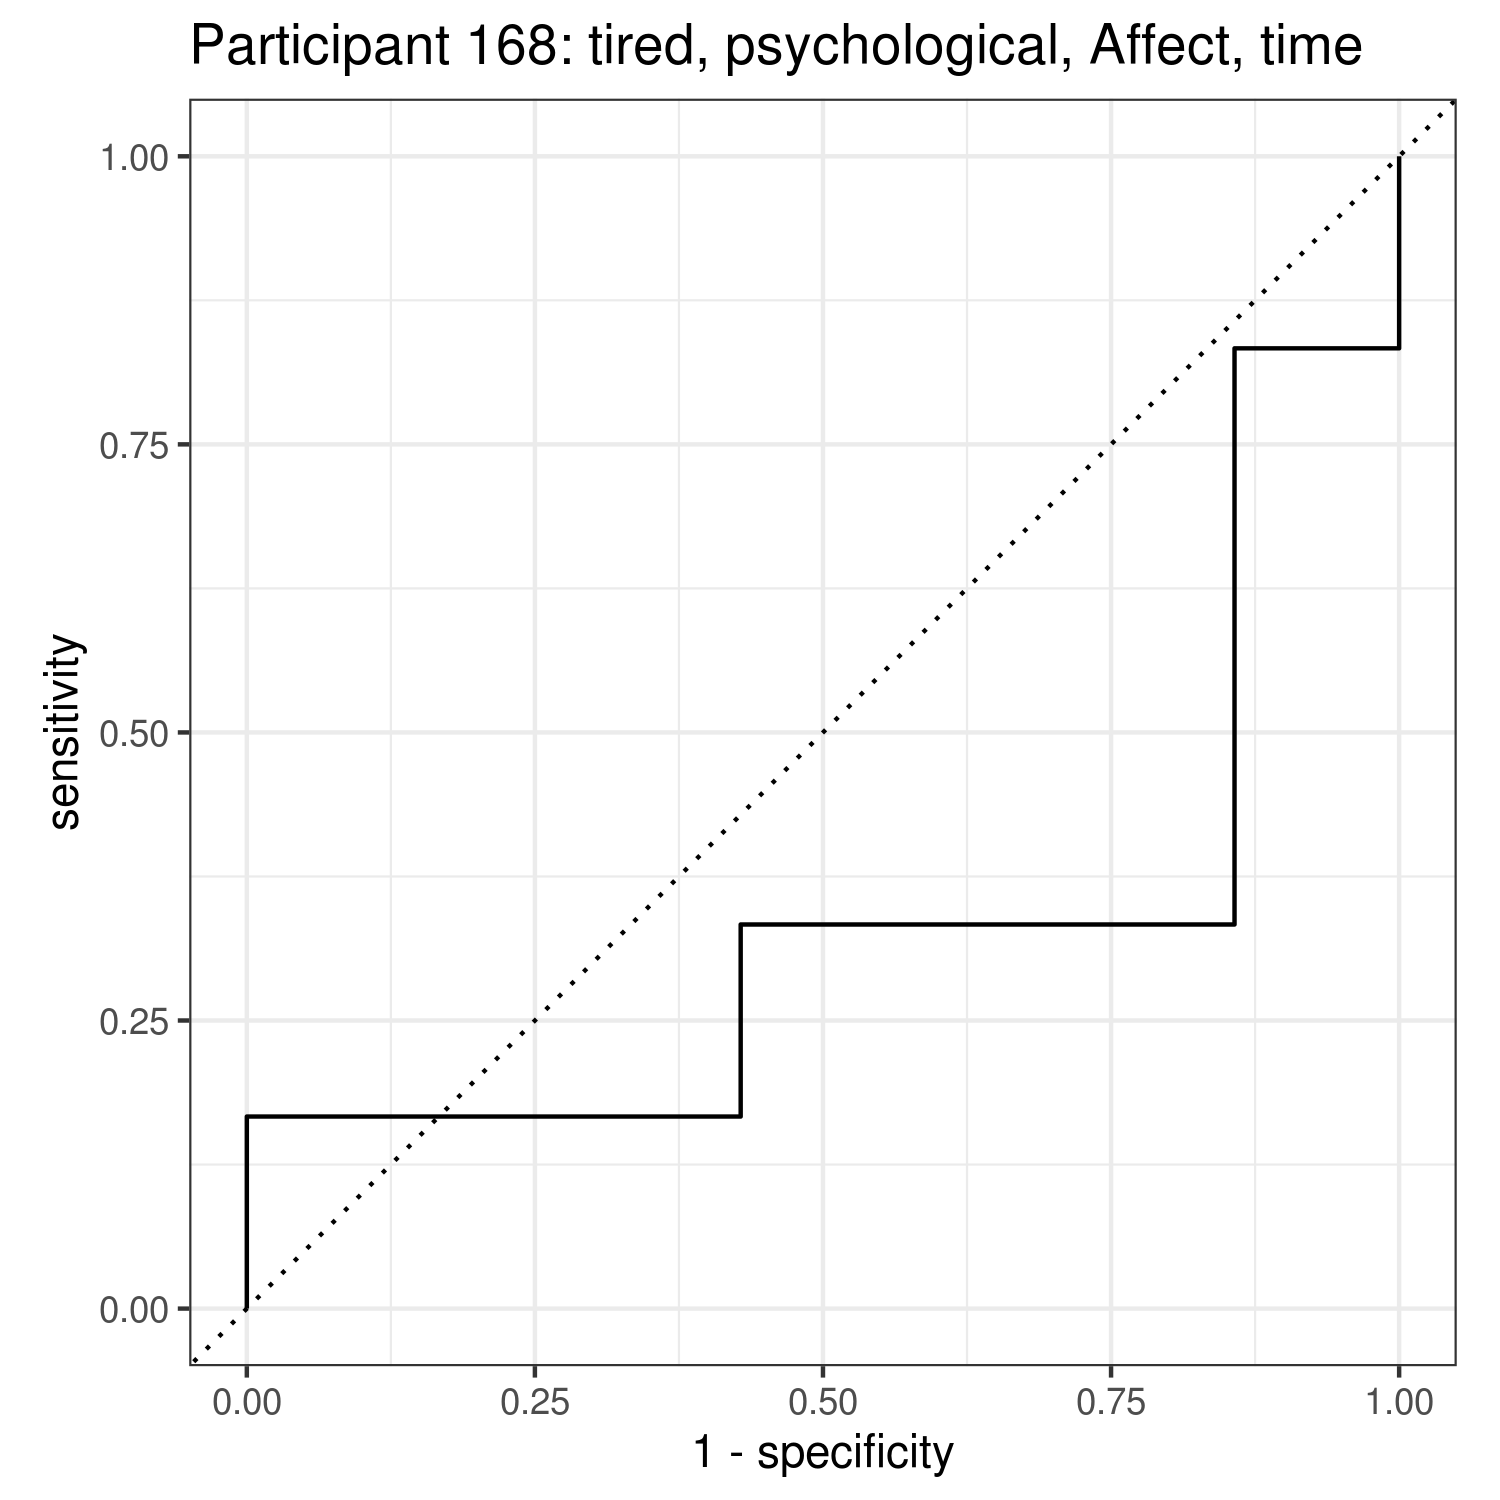 Participant 168: tired, psychological, Affect, time
1.00
0.75
0.50
0.25
0.00
sensitivity
0.00 0.25 0.50 0.75 1.00
1 - specificity